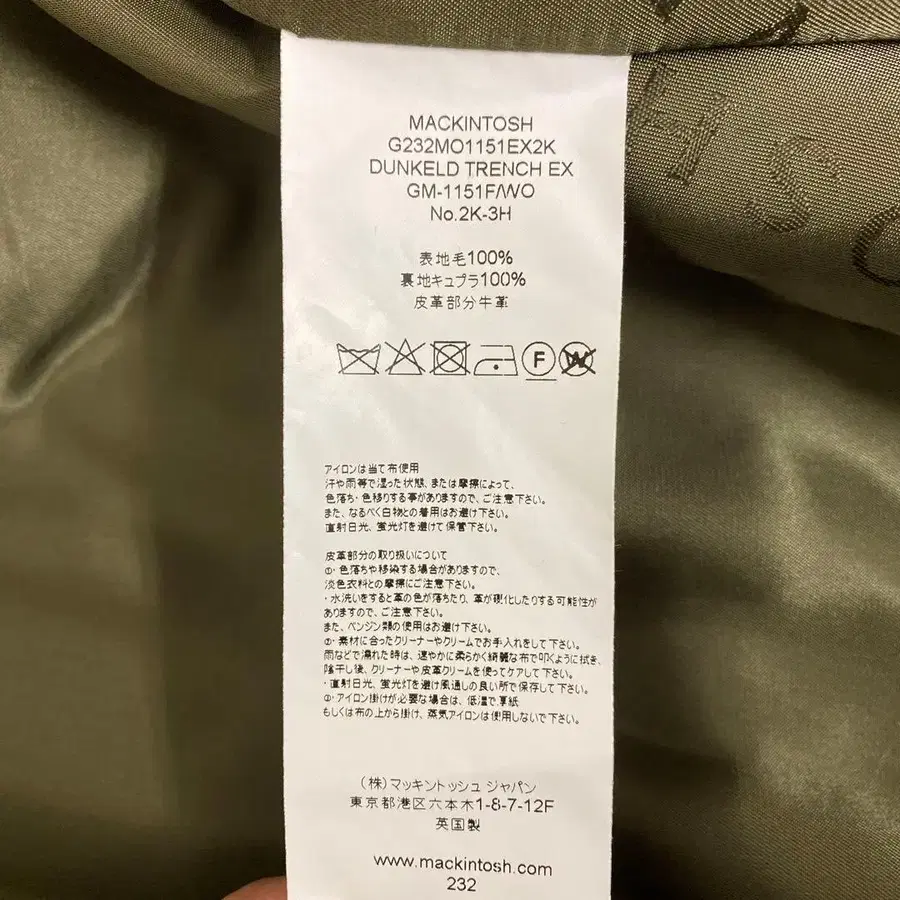 MACKINTOSH
G232MO1151EX2K
DUNKELD TRENCH EX
GM-1151F/WO
No.2K-3H
表地毛100%
裏地キュプラ100%
皮革部分牛革
F W
アイロンは当て布使用
汗や雨等で湿った状態、または摩擦によって、
色落ち・色移りする事がありますので、ご注意下さい。
また、なるべく白物との着用はお避け下さい。
直射日光、蛍光灯を避けて保管下さい。
皮革部分の取り扱いについて
①・色落ちや移染する場合がありますので、
淡色衣料との摩擦にご注意下さい。
・水洗いをすると革の色が落ちたり、革が硬化したりする可能性が
ありますので、ご注意下さい。
また、ベンジン類の使用はお避け下さい。
②・素材に合ったクリーナーやクリームでお手入れをして下さい。
雨などで濡れた時は、速やかに柔らかく綺麗な布で叩くように拭き、
陰干し後、クリーナーや皮革クリームを使ってケアして下さい。
・直射日光、蛍光灯を避け風通しの良い所で保存して下さい。
②・アイロン掛けが必要な場合は、低温で厚紙
もしくは布の上から掛け、蒸気アイロンは使用しないで下さい。
(株)マッキントッシュ ジャパン
東京都港区六本木1-8-7-12F
英国製
www.mackintosh.com
232